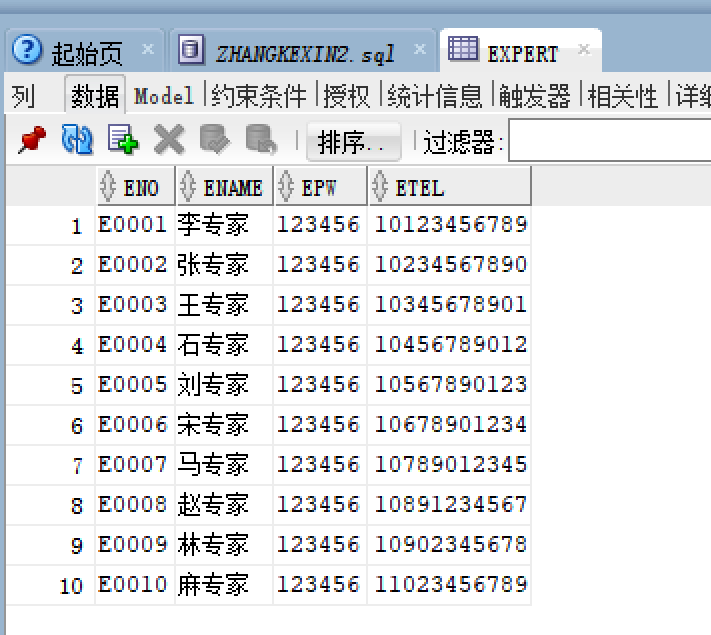 起始页 ZHANGKEXIN2.sql EXPERT
列 数据 Model 约束条件 授权 统计信息 触发器 相关性
排序.. 过滤器:
ENO ENAME EPW ETEL
1 E0001 李专家 123456 10123456789
2 E0002 张专家 123456 10234567890
3 E0003 王专家 123456 10345678901
4 E0004 石专家 123456 10456789012
5 E0005 刘专家 123456 10567890123
6 E0006 宋专家 123456 10678901234
7 E0007 马专家 123456 10789012345
8 E0008 赵专家 123456 10891234567
9 E0009 林专家 123456 10902345678
10 E0010 麻专家 123456 11023456789